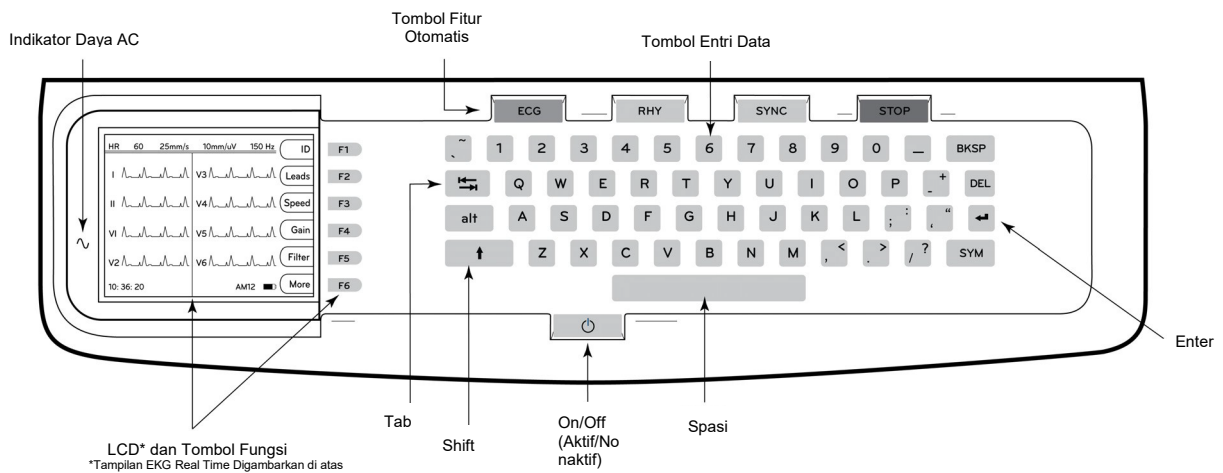 Tombol Fitur
Otomatis
Indikator Daya AC
Tombol Entri Data
ECG RHY SYNC STOP
HR 60 25mm/s 10mm/uV 150 Hz ID F1
~ ` 1 2 3 4 5 6 7 8 9 0 _ BKSP
I V3 Leads F2
Q W E R T Y U I O P - + DEL
II V4 Speed F3
alt A S D F G H J K L ; : ‘ “
VI V5 Gain F4
V2 V6 Filter F5
Z X C V B N M , < . > / ? SYM
10: 36: 20 AM12 More F6
Enter
Tab
Shift
On/Off
(Aktif/No
naktif)
Spasi
LCD* dan Tombol Fungsi
*Tampilan EKG Real Time Digambarkan di atas